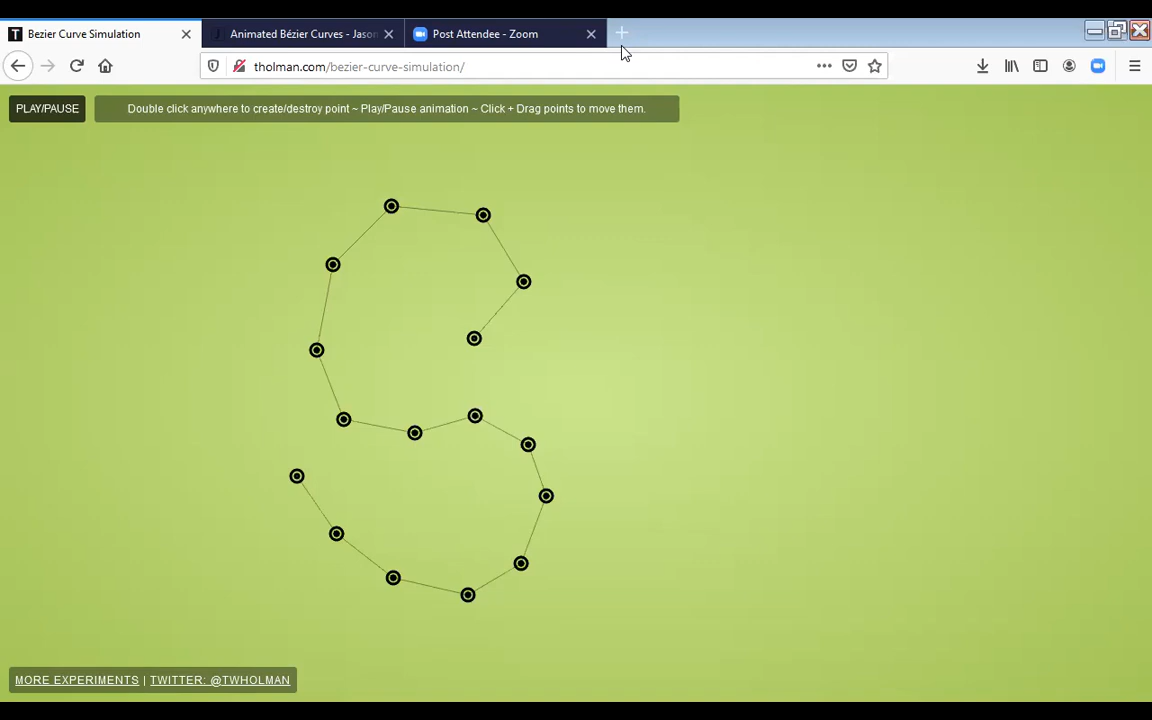 Bezier Curve Simulation
Animated Bézier Curves - Jason
Post Attendee - Zoom
tholman.com/bezier-curve-simulation/
PLAY/PAUSE
Double click anywhere to create/destroy point ~ Play/Pause animation ~ Click + Drag points to move them.
MORE EXPERIMENTS | TWITTER: @TWHOLMAN